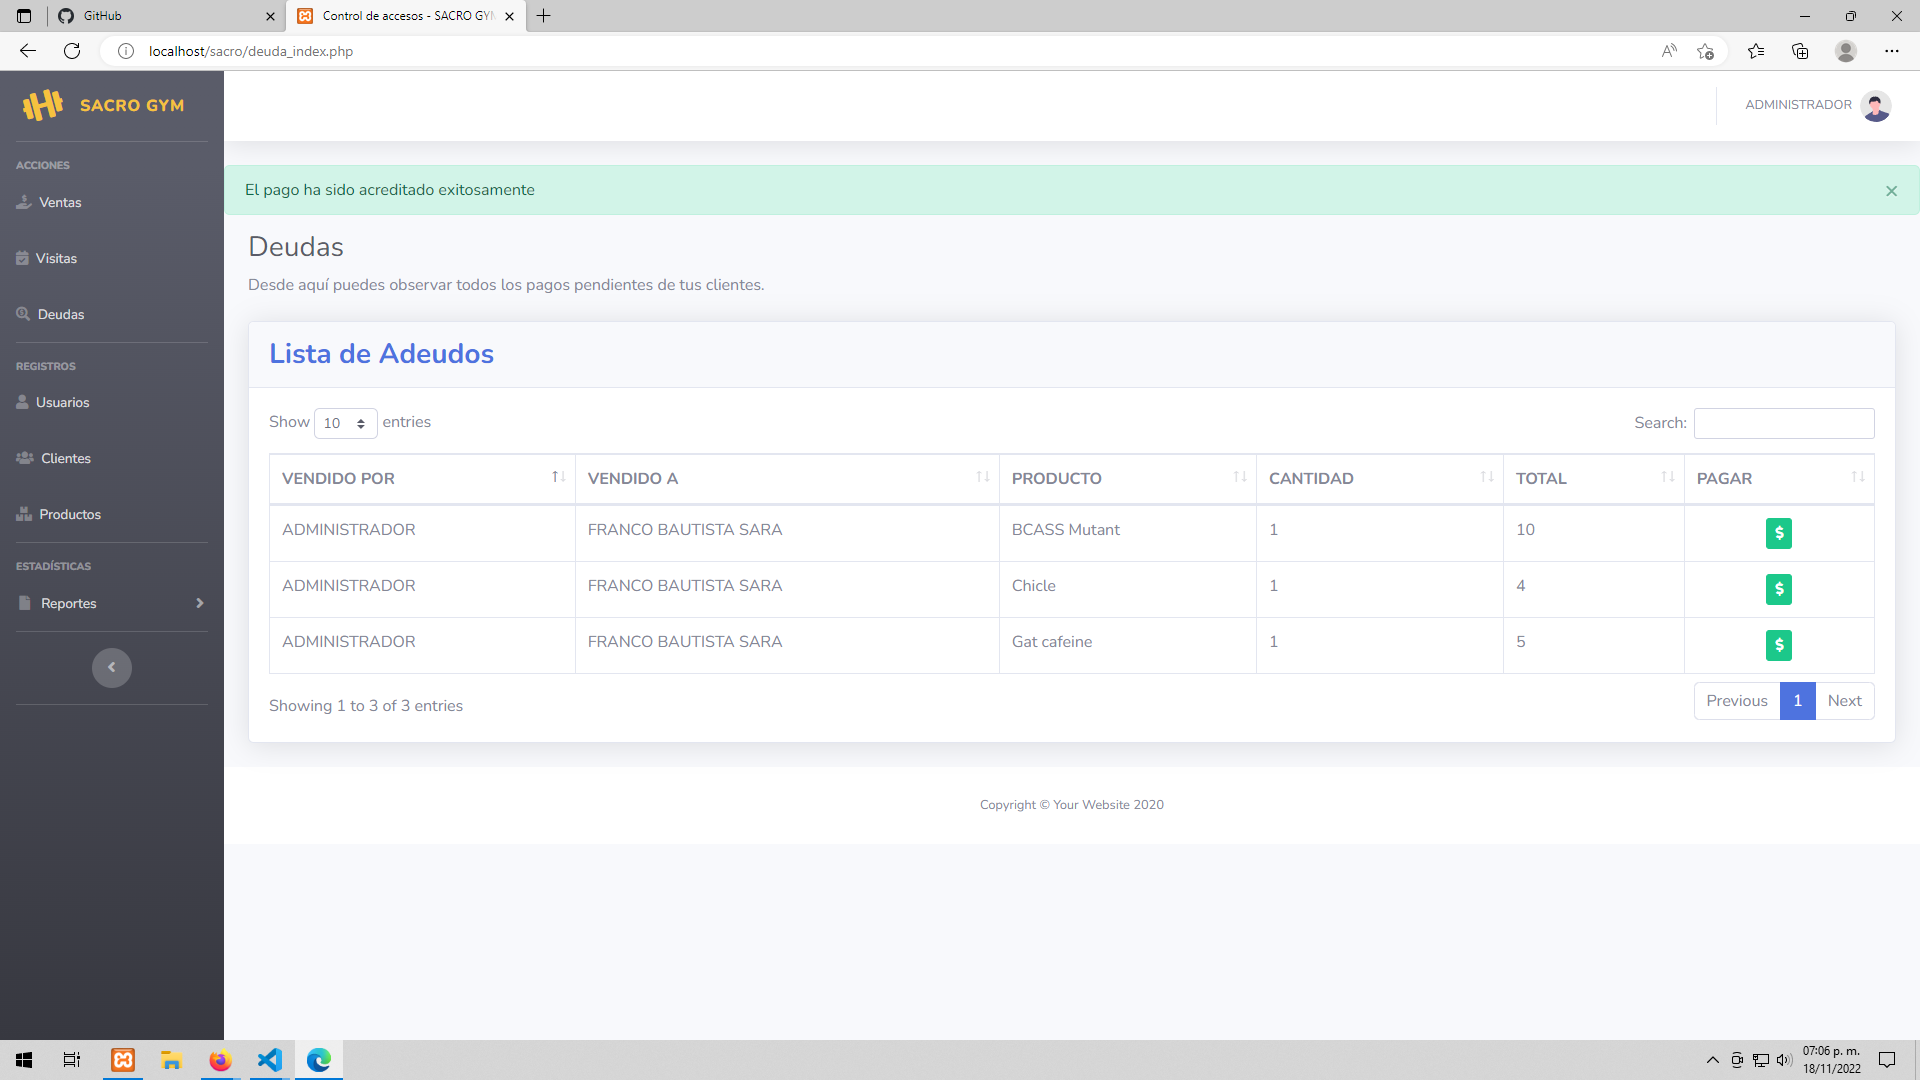 GitHub
Control de accesos - SACRO GYM
localhost/sacro/deuda_index.php
SACRO GYM
ADMINISTRADOR
ACCIONES
Ventas
Visitas
Deudas
REGISTROS
Usuarios
Clientes
Productos
ESTADÍSTICAS
Reportes
El pago ha sido acreditado exitosamente
×
Deudas
Desde aquí puedes observar todos los pagos pendientes de tus clientes.
Lista de Adeudos
Show 10 entries
Search:
VENDIDO POR VENDIDO A PRODUCTO CANTIDAD TOTAL PAGAR
ADMINISTRADOR FRANCO BAUTISTA SARA BCASS Mutant 1 10 $
ADMINISTRADOR FRANCO BAUTISTA SARA Chicle 1 4 $
ADMINISTRADOR FRANCO BAUTISTA SARA Gat cafeine 1 5 $
Showing 1 to 3 of 3 entries
Previous 1 Next
Copyright © Your Website 2020
07:06 p. m.
18/11/2022